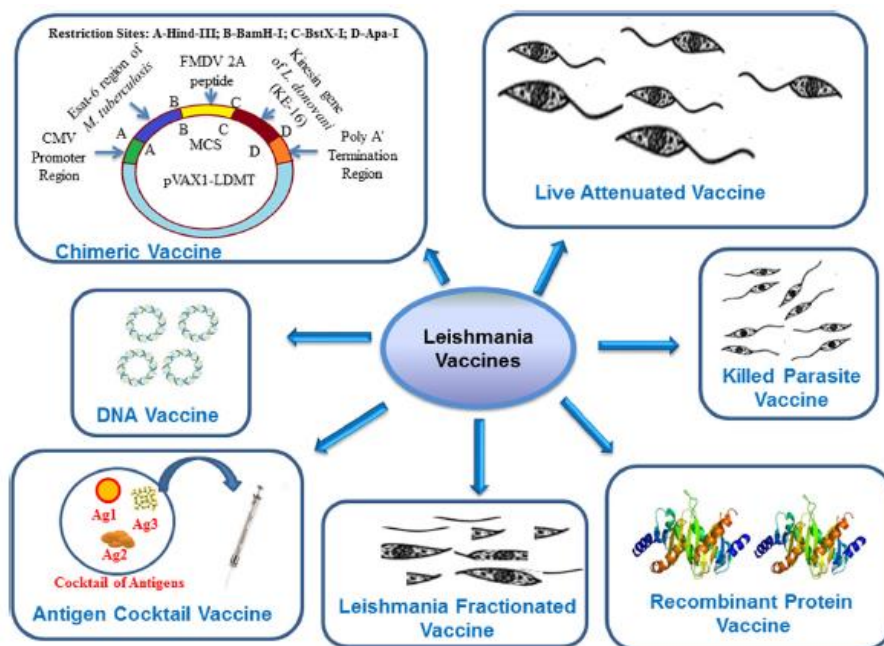 Restriction Sites: A-Hind-III; B-BamH-I; C-BstX-I; D-Apa-I
Esat-6 region of
M. tuberculosis
FMDV 2A
peptide
Kinesin gene
of L. donovani
(KE-16)
CMV
Promoter
Region
A
A
B
B
C
C
D
D
MCS
pVAX1-LDMT
Poly A'
Termination
Region
Chimeric Vaccine
Live Attenuated Vaccine
Leishmania
Vaccines
DNA Vaccine
Killed Parasite
Vaccine
Ag1
Ag3
Ag2
Cocktail of Antigens
Antigen Cocktail Vaccine
Leishmania Fractionated
Vaccine
Recombinant Protein
Vaccine